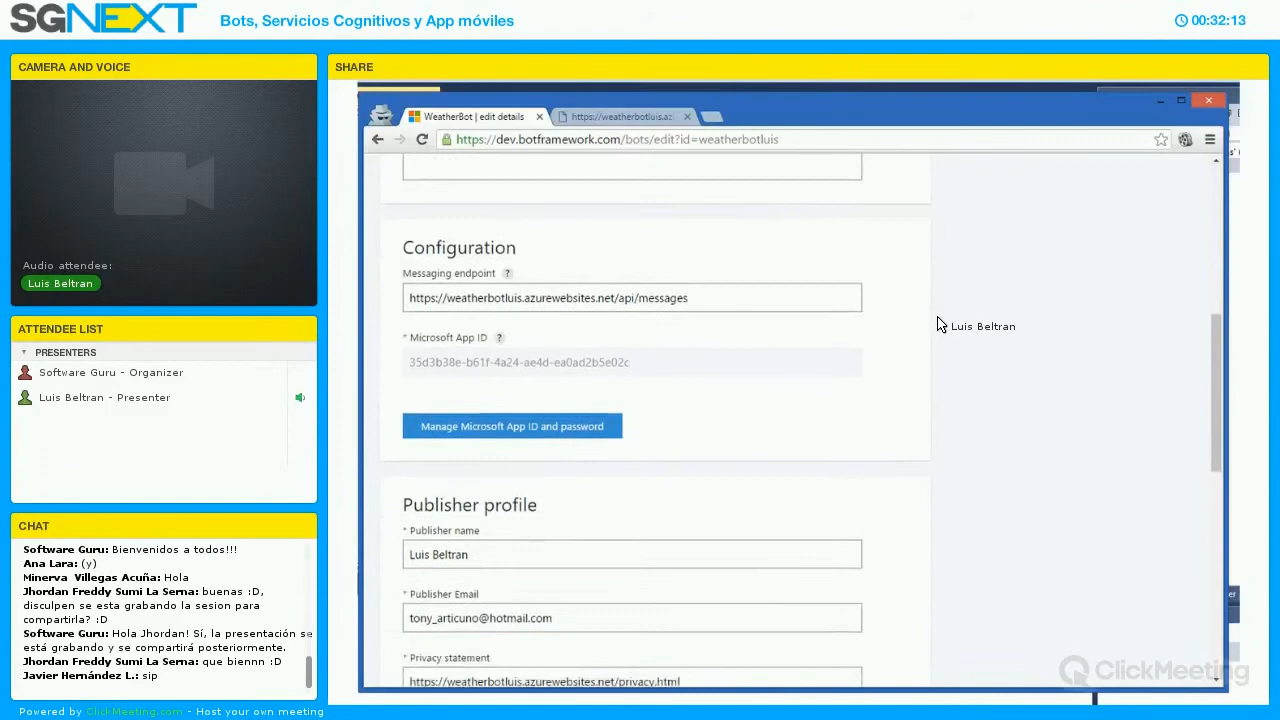 SGNEXT
Bots, Servicios Cognitivos y App móviles
00:32:13
CAMERA AND VOICE
Audio attendee:
Luis Beltran
ATTENDEE LIST
PRESENTERS
Software Guru - Organizer
Luis Beltran - Presenter
CHAT
Software Guru: Bienvenidos a todos!!!
Ana Lara: (y)
Minerva Villegas Acuña: Hola
Jhordan Freddy Sumi La Serna: buenas :D,
disculpen se esta grabando la sesion para
compartirla? :D
Software Guru: Hola Jhordan! Sí, la presentación se
está grabando y se compartirá posteriormente.
Jhordan Freddy Sumi La Serna: que biennn :D
Javier Hernández L.: sip
SHARE
WeatherBot | edit details
https://weatherbotluis.az
https://dev.botframework.com/bots/edit?id=weatherbotluis
Configuration
Messaging endpoint ?
https://weatherbotluis.azurewebsites.net/api/messages
* Microsoft App ID ?
35d3b38e-b61f-4a24-ae4d-ea0ad2b5e02c
Manage Microsoft App ID and password
Publisher profile
* Publisher name
Luis Beltran
* Publisher Email
tony_articuno@hotmail.com
* Privacy statement
https://weatherbotluis.azurewebsites.net/privacy.html
Luis Beltran
ClickMeeting
Powered by ClickMeeting.com - Host your own meeting